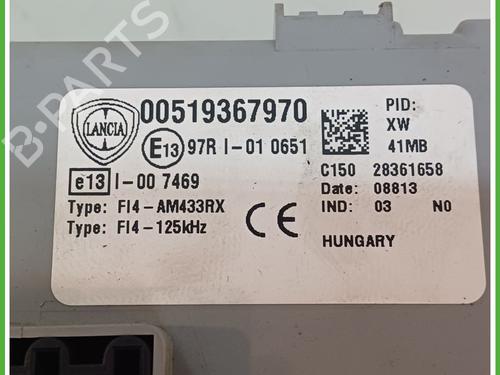 B-PARTS
LANCIA
00519367970
E13 97R I-01 0651
e13 I-00 7469
Type: FI4-AM433RX
Type: FI4-125kHz
CE
PID:
XW
41MB
C150 28361658
Date: 08813
IND: 03 N0
HUNGARY